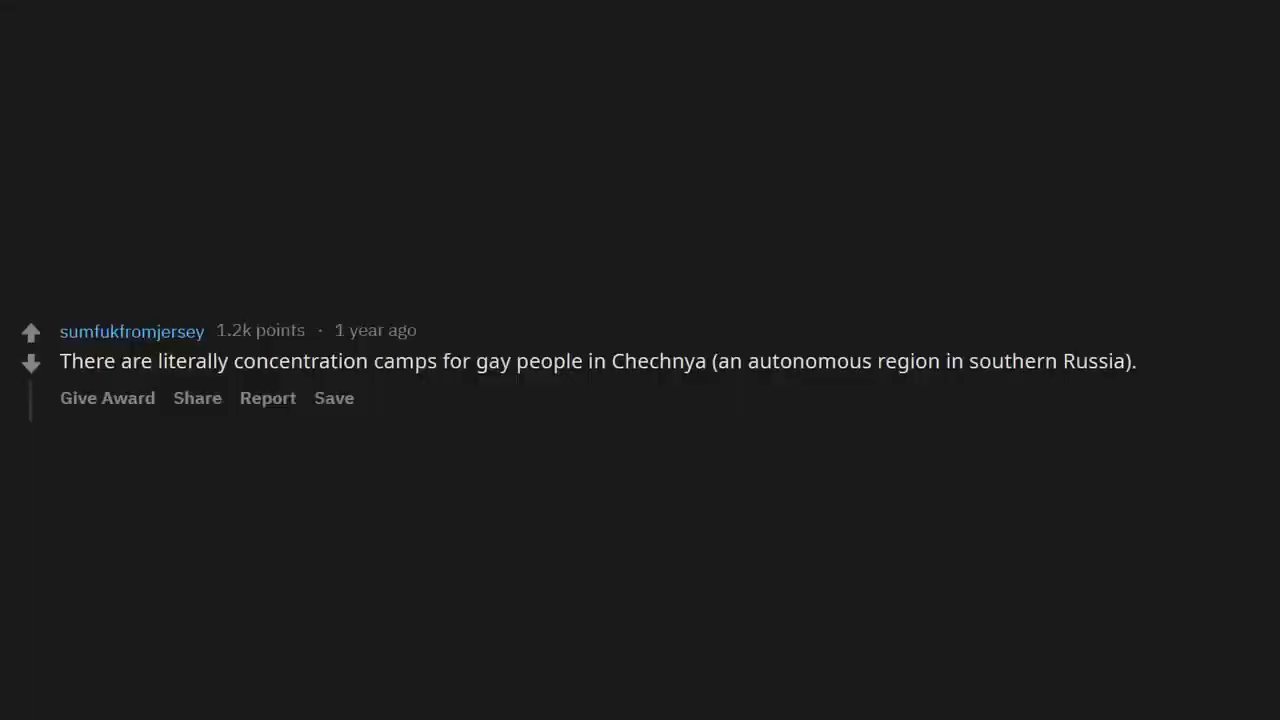 sumfukfromjersey 1.2k points · 1 year ago
There are literally concentration camps for gay people in Chechnya (an autonomous region in southern Russia).
Give Award Share Report Save